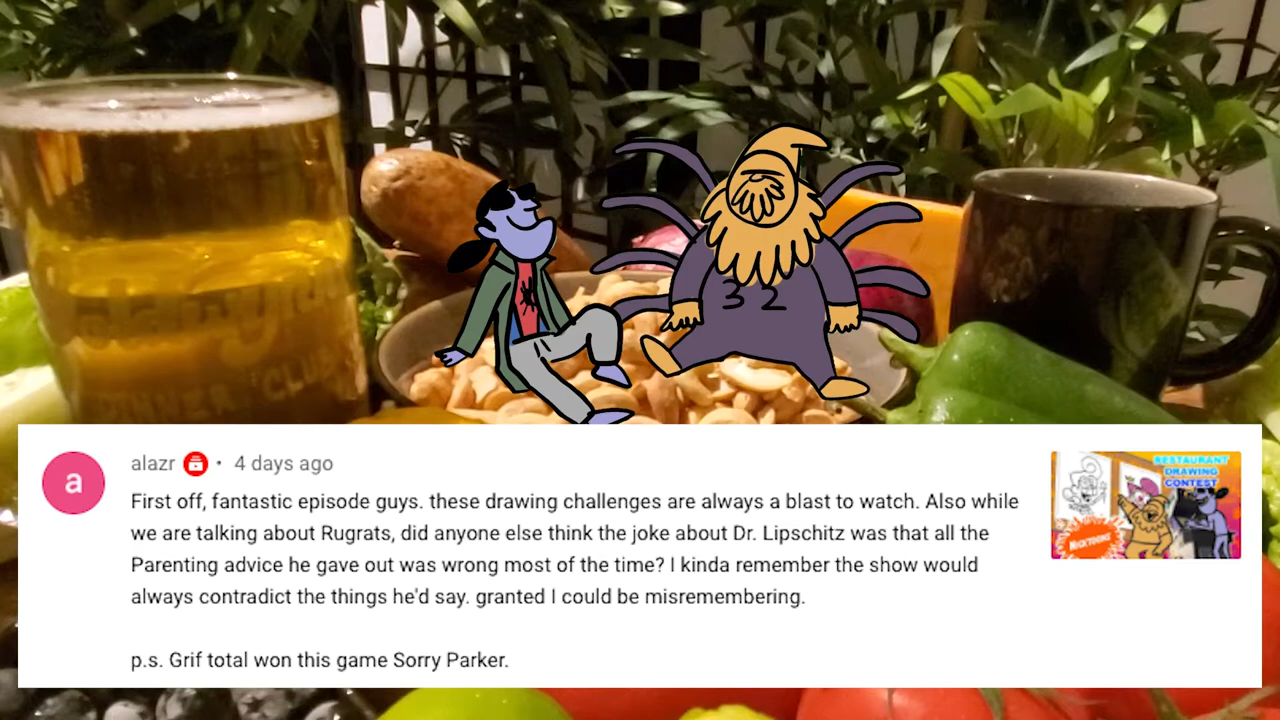 32
a
alazr • 4 days ago
First off, fantastic episode guys. these drawing challenges are always a blast to watch. Also while
we are talking about Rugrats, did anyone else think the joke about Dr. Lipschitz was that all the
Parenting advice he gave out was wrong most of the time? I kinda remember the show would
always contradict the things he'd say. granted I could be misremembering.
p.s. Grif total won this game Sorry Parker.
RESTAURANT
DRAWING
CONTEST
NICKTOONS